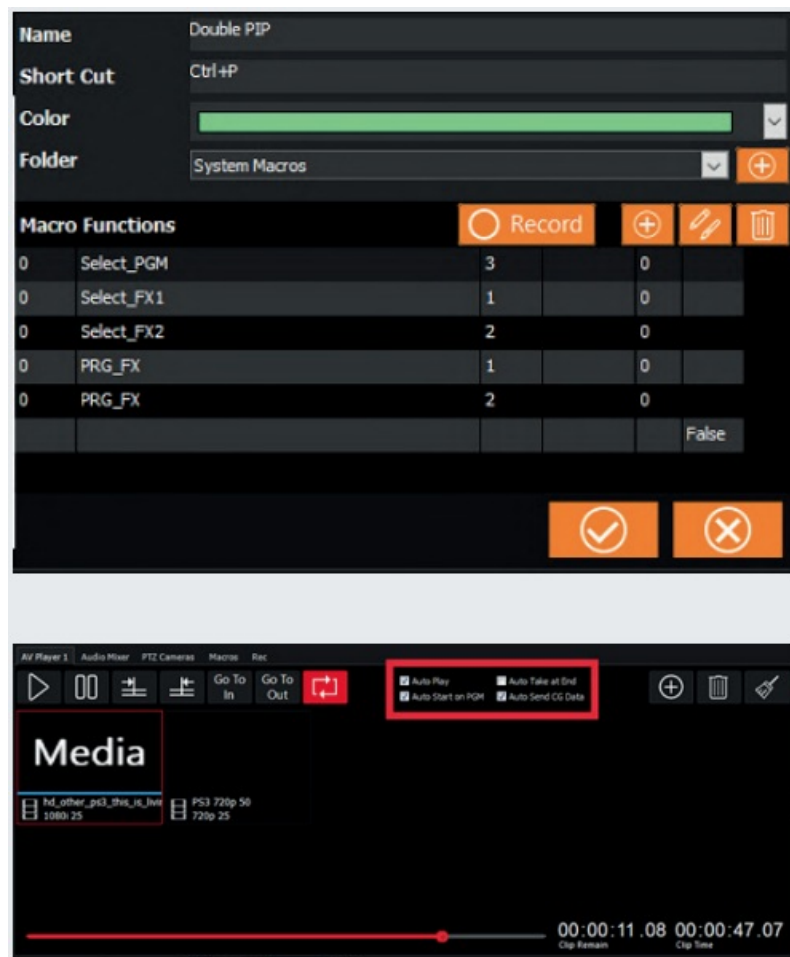 Name Double PIP
Short Cut Ctrl+P
Color
Folder System Macros
Macro Functions Record
0 Select_PGM 3 0
0 Select_FX1 1 0
0 Select_FX2 2 0
0 PRG_FX 1 0
0 PRG_FX 2 0
False
AV Player 1 Audio Mixer PTZ Cameras Macros Rec
Go To In Go To Out
Auto Play Auto Take at End
Auto Start on PGM Auto Send CG Data
Media
hd_other_ps3_this_is_livin PS3 720p 50
1080i 25 720p 25
00:00:11.08 00:00:47.07
Clip Remain Clip Time